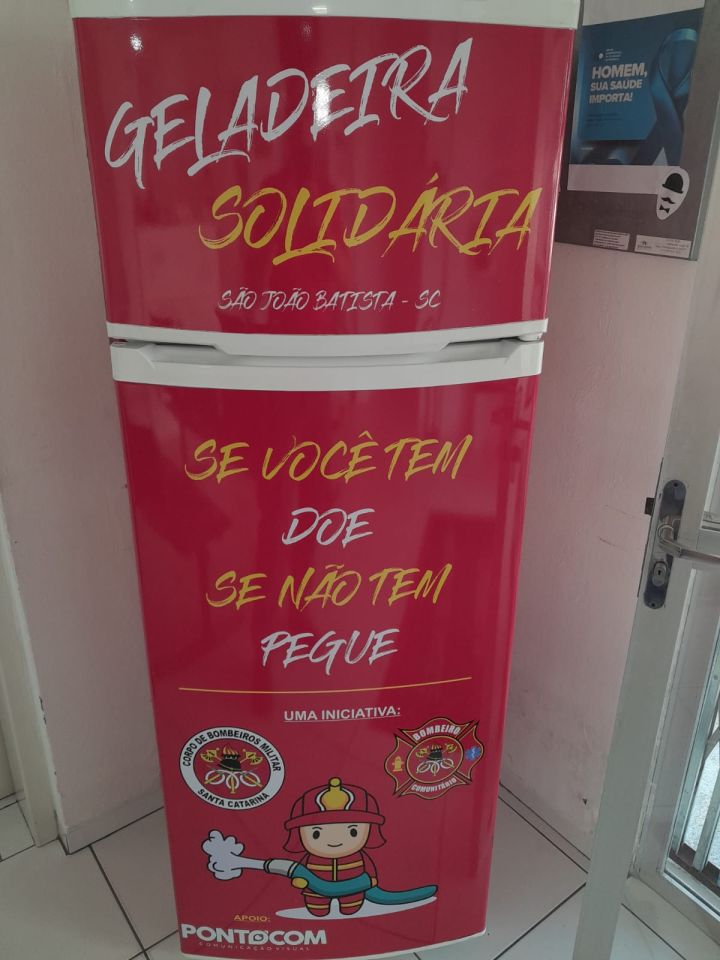 GELADEIRA
SOLIDÁRIA
SÃO JOÃO BATISTA - SC
HOMEM,
SUA SAÚDE
IMPORTA!
SE VOCÊ TEM
DOE
SE NÃO TEM
PEGUE
UMA INICIATIVA:
CORPO DE BOMBEIROS MILITAR
SANTA CATARINA
BOMBEIRO
COMUNITÁRIO
APOIO:
PONTOCOM
COMUNICAÇÃO VISUAL